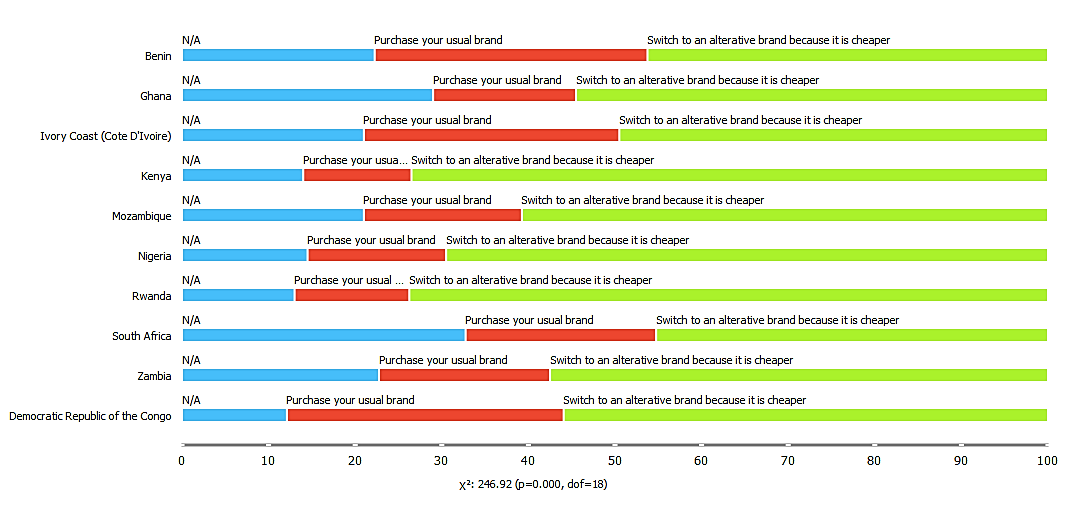 N/A Purchase your usual brand Switch to an alterative brand because it is cheaper
Benin
N/A Purchase your usual brand Switch to an alterative brand because it is cheaper
Ghana
N/A Purchase your usual brand Switch to an alterative brand because it is cheaper
Ivory Coast (Cote D'Ivoire)
N/A Purchase your usua... Switch to an alterative brand because it is cheaper
Kenya
N/A Purchase your usual brand Switch to an alterative brand because it is cheaper
Mozambique
N/A Purchase your usual brand Switch to an alterative brand because it is cheaper
Nigeria
N/A Purchase your usual ... Switch to an alterative brand because it is cheaper
Rwanda
N/A Purchase your usual brand Switch to an alterative brand because it is cheaper
South Africa
N/A Purchase your usual brand Switch to an alterative brand because it is cheaper
Zambia
N/A Purchase your usual brand Switch to an alterative brand because it is cheaper
Democratic Republic of the Congo
0 10 20 30 40 50 60 70 80 90 100
χ²: 246.92 (p=0.000, dof=18)